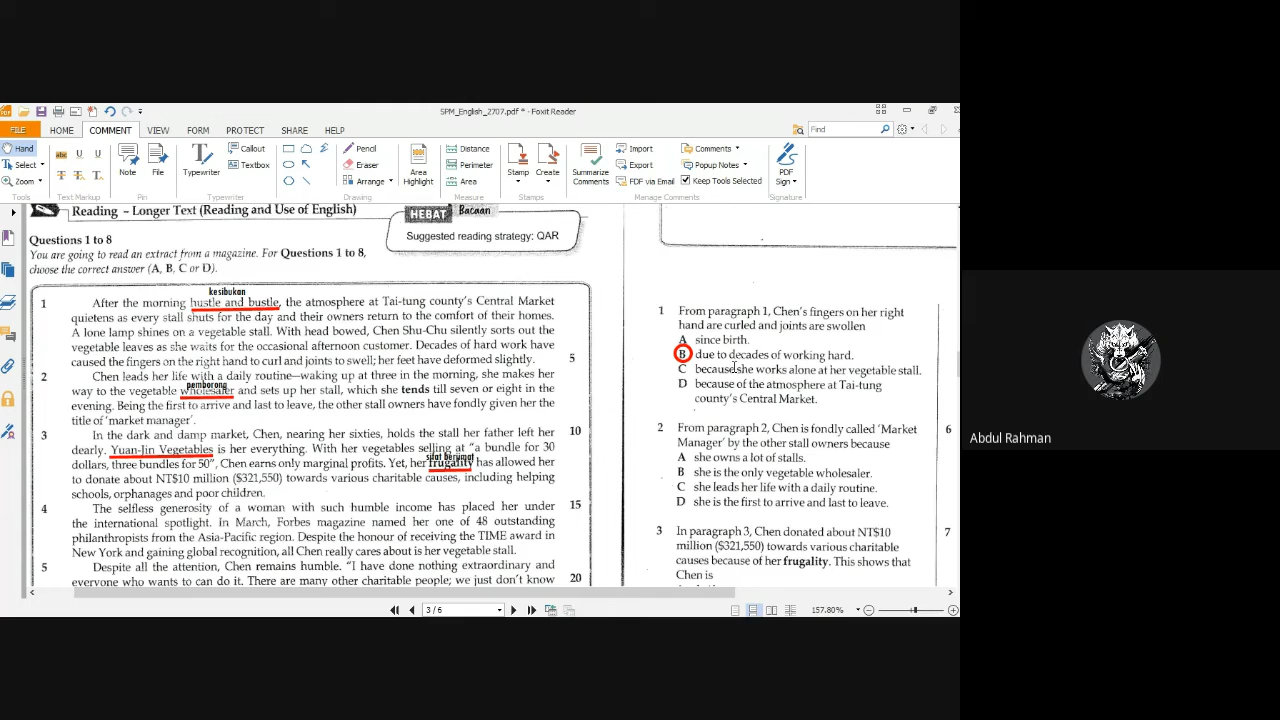 SPM_English_2707.pdf * - Foxit Reader
FILE
HOME
COMMENT
VIEW
FORM
PROTECT
SHARE
HELP
Find
Hand
Select
Zoom
Tools
Text Markup
Note
File
Pin
Typewriter
Callout
Textbox
Typewriter
Pencil
Eraser
Arrange
Drawing
Area Highlight
Distance
Perimeter
Area
Measure
Stamp
Create
Stamps
Summarize Comments
Import
Export
FDF via Email
Comments
Popup Notes
Keep Tools Selected
Manage Comments
PDF Sign
Signature
Reading – Longer Text (Reading and Use of English)
HEBAT Bacaan
Suggested reading strategy: QAR
Questions 1 to 8
You are going to read an extract from a magazine. For Questions 1 to 8,
choose the correct answer (A, B, C or D).
kesibukan
1 After the morning hustle and bustle, the atmosphere at Tai-tung county's Central Market
quietens as every stall shuts for the day and their owners return to the comfort of their homes.
A lone lamp shines on a vegetable stall. With head bowed, Chen Shu-Chu silently sorts out the
vegetable leaves as she waits for the occasional afternoon customer. Decades of hard work have
caused the fingers on the right hand to curl and joints to swell; her feet have deformed slightly. 5
2 Chen leads her life with a daily routine—waking up at three in the morning, she makes her
pemborong
way to the vegetable wholesaler and sets up her stall, which she tends till seven or eight in the
evening. Being the first to arrive and last to leave, the other stall owners have fondly given her the
title of 'market manager'.
3 In the dark and damp market, Chen, nearing her sixties, holds the stall her father left her 10
dearly. Yuan-Jin Vegetables is her everything. With her vegetables selling at "a bundle for 30
sifat berjimat
dollars, three bundles for 50", Chen earns only marginal profits. Yet, her frugality has allowed her
to donate about NT$10 million ($321,550) towards various charitable causes, including helping
schools, orphanages and poor children.
4 The selfless generosity of a woman with such humble income has placed her under 15
the international spotlight. In March, Forbes magazine named her one of 48 outstanding
philanthropists from the Asia-Pacific region. Despite the honour of receiving the TIME award in
New York and gaining global recognition, all Chen really cares about is her vegetable stall.
5 Despite all the attention, Chen remains humble. "I have done nothing extraordinary and
everyone who wants to can do it. There are many other charitable people; we just don't know 20
1 From paragraph 1, Chen's fingers on her right
hand are curled and joints are swollen
A since birth.
B due to decades of working hard.
C because she works alone at her vegetable stall.
D because of the atmosphere at Tai-tung
county's Central Market.
2 From paragraph 2, Chen is fondly called 'Market 6
Manager' by the other stall owners because
A she owns a lot of stalls.
B she is the only vegetable wholesaler.
C she leads her life with a daily routine.
D she is the first to arrive and last to leave.
3 In paragraph 3, Chen donated about NT$10 7
million ($321,550) towards various charitable
causes because of her frugality. This shows that
Chen is
3 / 6
157.80%
Abdul Rahman